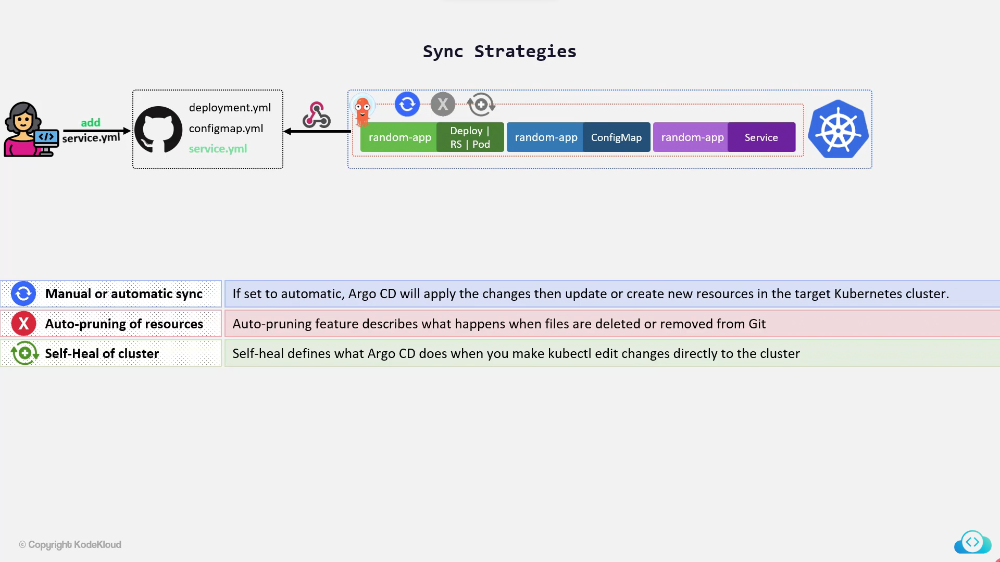 Sync Strategies
add
service.yml
deployment.yml
configmap.yml
service.yml
X
random-app
Deploy |
RS | Pod
random-app
ConfigMap
random-app
Service
Manual or automatic sync
If set to automatic, Argo CD will apply the changes then update or create new resources in the target Kubernetes cluster.
X
Auto-pruning of resources
Auto-pruning feature describes what happens when files are deleted or removed from Git
Self-Heal of cluster
Self-heal defines what Argo CD does when you make kubectl edit changes directly to the cluster
© Copyright KodeKloud